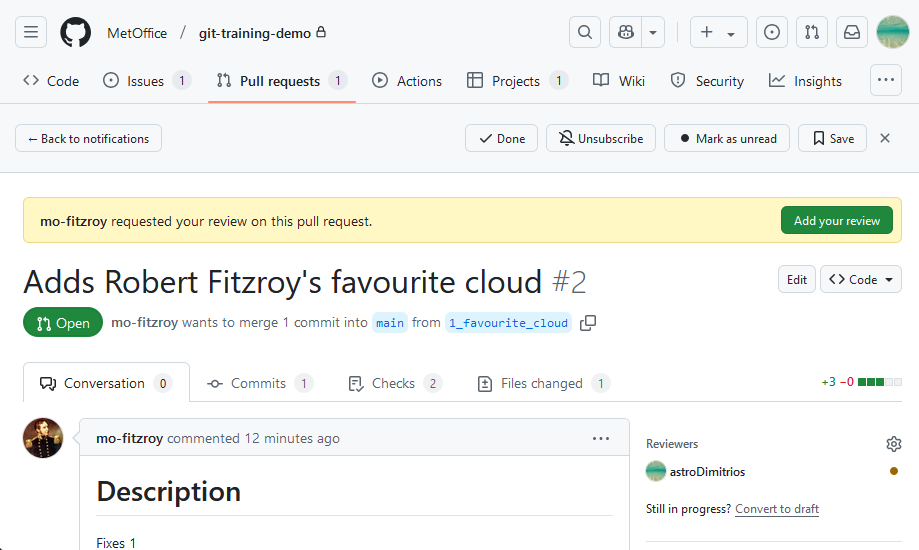 MetOffice / git-training-demo
Code Issues 1 Pull requests 1 Actions Projects 1 Wiki Security Insights
← Back to notifications Done Unsubscribe Mark as unread Save
mo-fitzroy requested your review on this pull request. Add your review
Adds Robert Fitzroy's favourite cloud #2 Edit Code
Open mo-fitzroy wants to merge 1 commit into main from 1_favourite_cloud
Conversation 0 Commits 1 Checks 2 Files changed 1 +3 −0
mo-fitzroy commented 12 minutes ago
Reviewers
astroDimitrios
Description
Still in progress? Convert to draft
Fixes 1